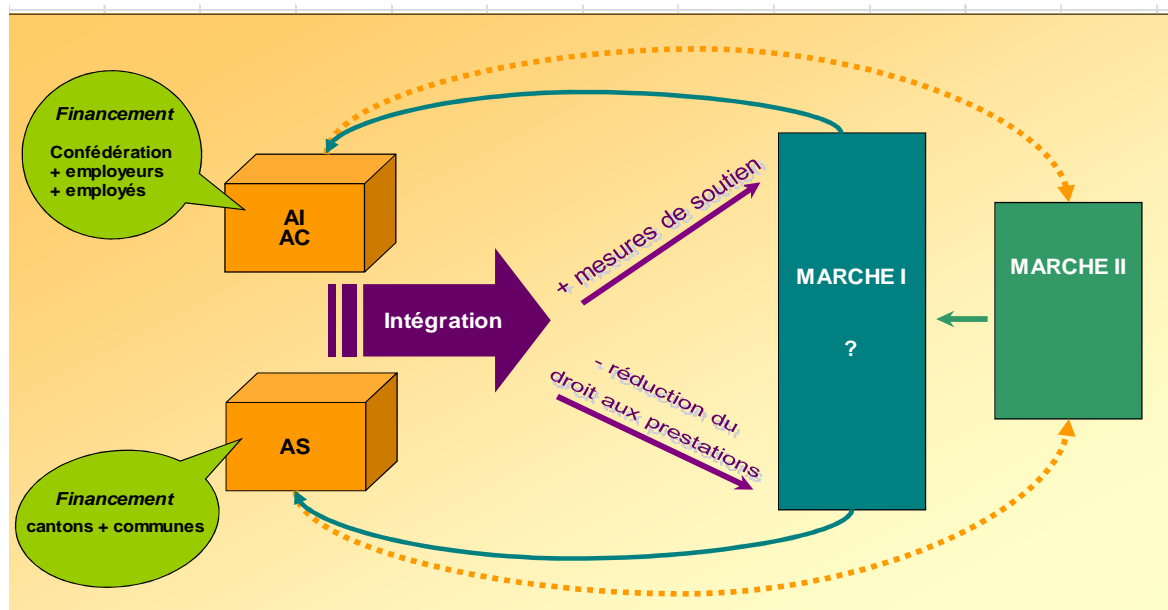 Financement
Confédération
+ employeurs
+ employés
AI
AC
+ mesures de soutien
MARCHE I
?
MARCHE II
Intégration
- réduction du
droit aux prestations
AS
Financement
cantons + communes